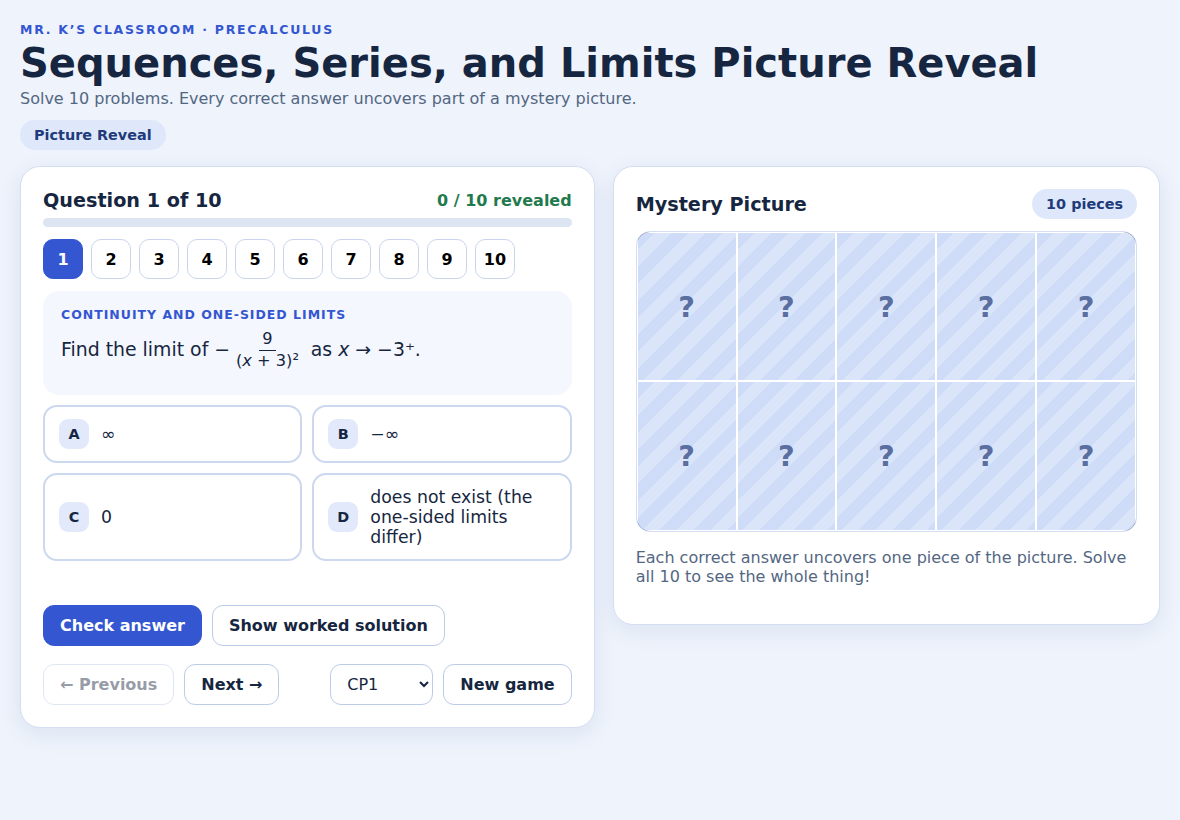 MR. K’S CLASSROOM · PRECALCULUS
Sequences, Series, and Limits Picture Reveal
Solve 10 problems. Every correct answer uncovers part of a mystery picture.
Picture Reveal
Question 1 of 10
0 / 10 revealed
1 2 3 4 5 6 7 8 9 10
CONTINUITY AND ONE-SIDED LIMITS
Find the limit of − 9/(x + 3)² as x → −3⁺.
A ∞
B −∞
C 0
D does not exist (the
one-sided limits
differ)
Check answer
Show worked solution
← Previous
Next →
CP1
New game
Mystery Picture
10 pieces
? ? ? ? ?
? ? ? ? ?
Each correct answer uncovers one piece of the picture. Solve
all 10 to see the whole thing!